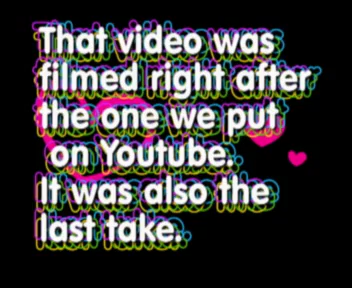 That video was
filmed right after
the one we put
on Youtube.
It was also the
last take.